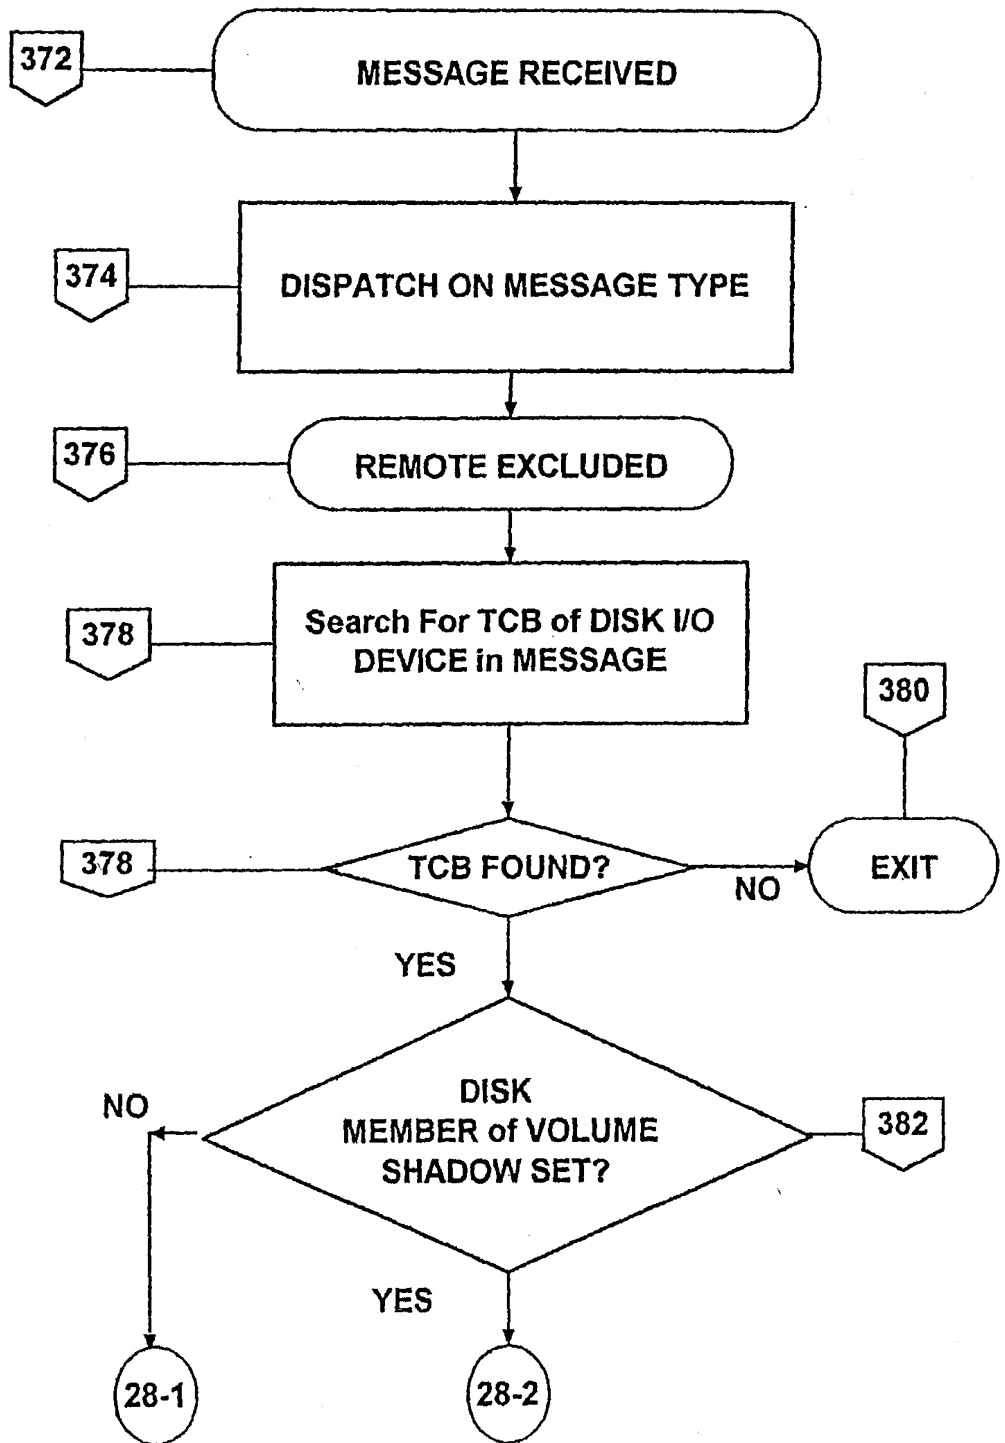 372
MESSAGE RECEIVED
374
DISPATCH ON MESSAGE TYPE
376
REMOTE EXCLUDED
378
Search For TCB of DISK I/O
DEVICE in MESSAGE
380
378
TCB FOUND?
NO
EXIT
YES
NO
DISK
MEMBER of VOLUME
SHADOW SET?
382
YES
28-1
28-2